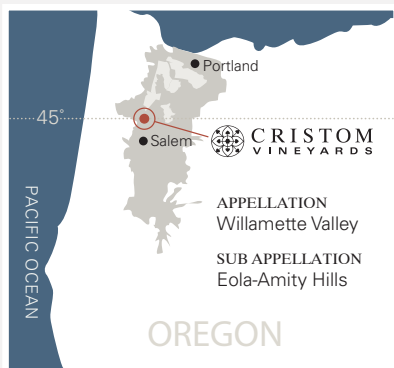 Portland
45°
Salem
CRISTOM
VINEYARDS
APPELLATION
Willamette Valley
SUB APPELLATION
Eola-Amity Hills
PACIFIC OCEAN
OREGON